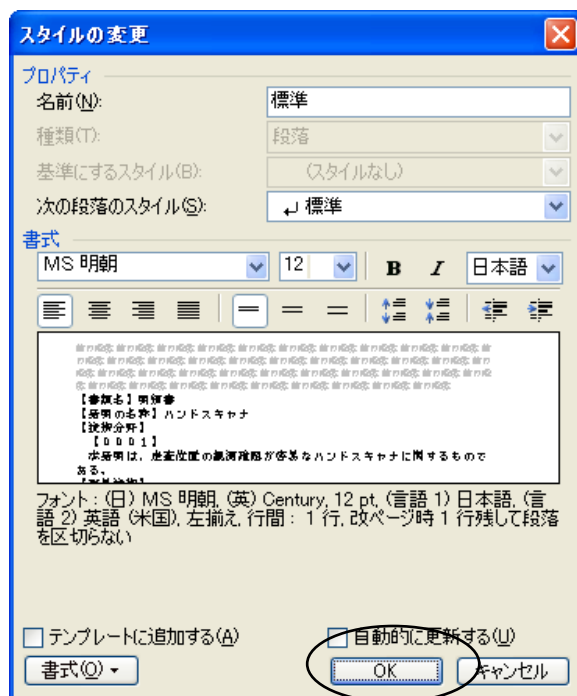 スタイルの変更
プロパティ
名前(N): 標準
種類(T): 段落
基準にするスタイル(B): (スタイルなし)
次の段落のスタイル(S): 標準
書式
MS 明朝 12 B I 日本語
【書類名】明細書
【発明の名称】ハンドスキャナ
【技術分野】
【0001】
本発明は、走査位置の観測確認が容易なハンドスキャナに関するもので
ある。
フォント : (日) MS 明朝, (英) Century, 12 pt, (言語 1) 日本語, (言
語 2) 英語 (米国), 左揃え, 行間 : 1 行, 改ページ時 1 行残して段落
を区切らない
テンプレートに追加する(A) 自動的に更新する(U)
書式(O) OK キャンセル